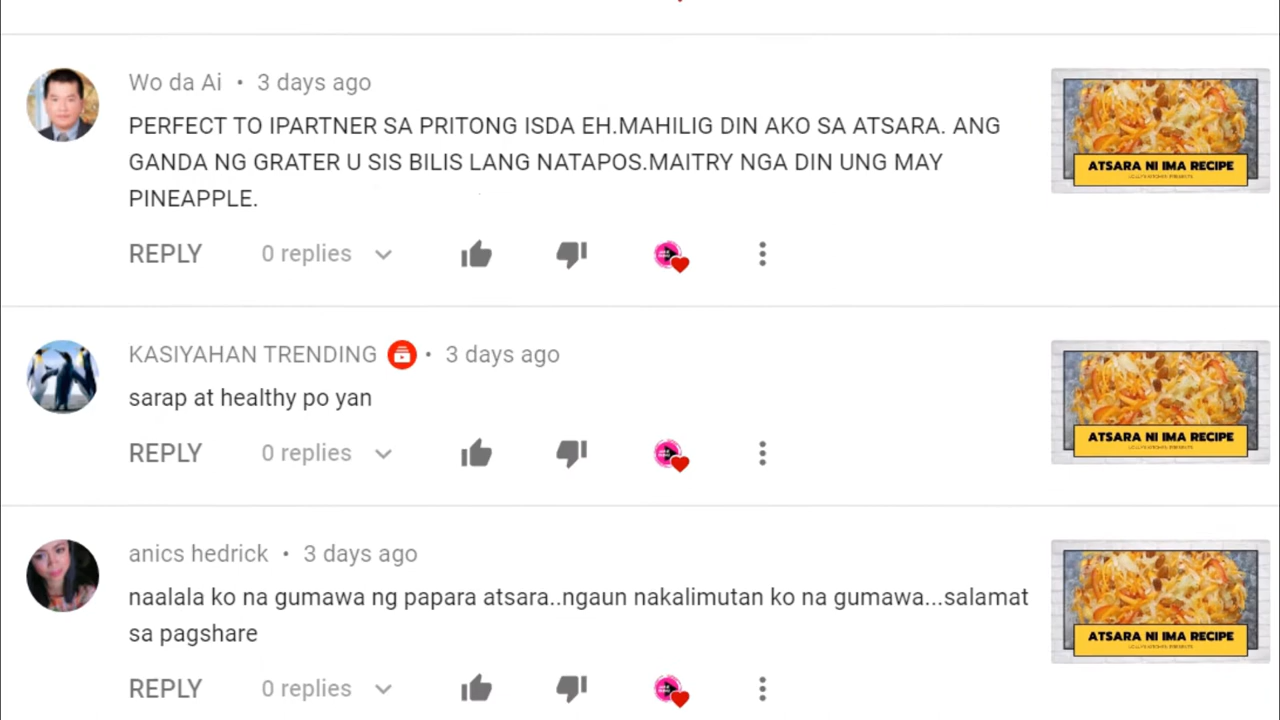 Wo da Ai • 3 days ago
PERFECT TO IPARTNER SA PRITONG ISDA EH.MAHILIG DIN AKO SA ATSARA. ANG
GANDA NG GRATER U SIS BILIS LANG NATAPOS.MAITRY NGA DIN UNG MAY
PINEAPPLE.
REPLY 0 replies
ATSARA NI IMA RECIPE
KASIYAHAN TRENDING • 3 days ago
sarap at healthy po yan
REPLY 0 replies
ATSARA NI IMA RECIPE
anics hedrick • 3 days ago
naalala ko na gumawa ng papara atsara..ngaun nakalimutan ko na gumawa...salamat
sa pagshare
REPLY 0 replies
ATSARA NI IMA RECIPE